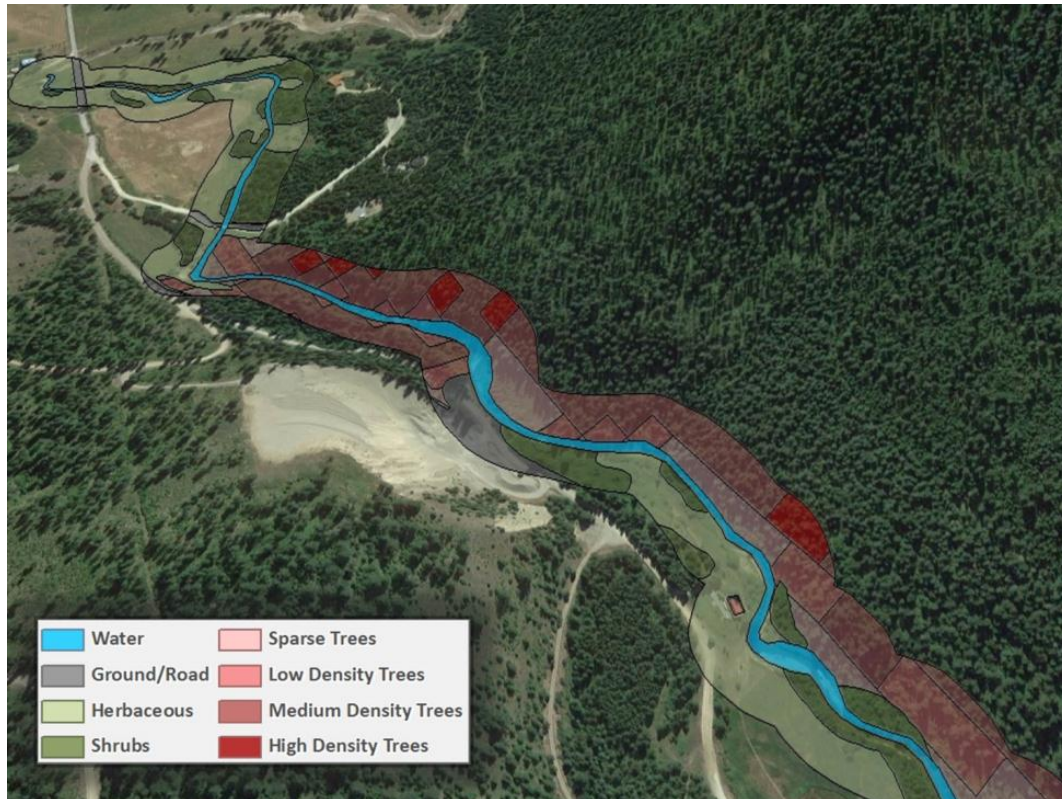 Water
Ground/Road
Herbaceous
Shrubs
Sparse Trees
Low Density Trees
Medium Density Trees
High Density Trees